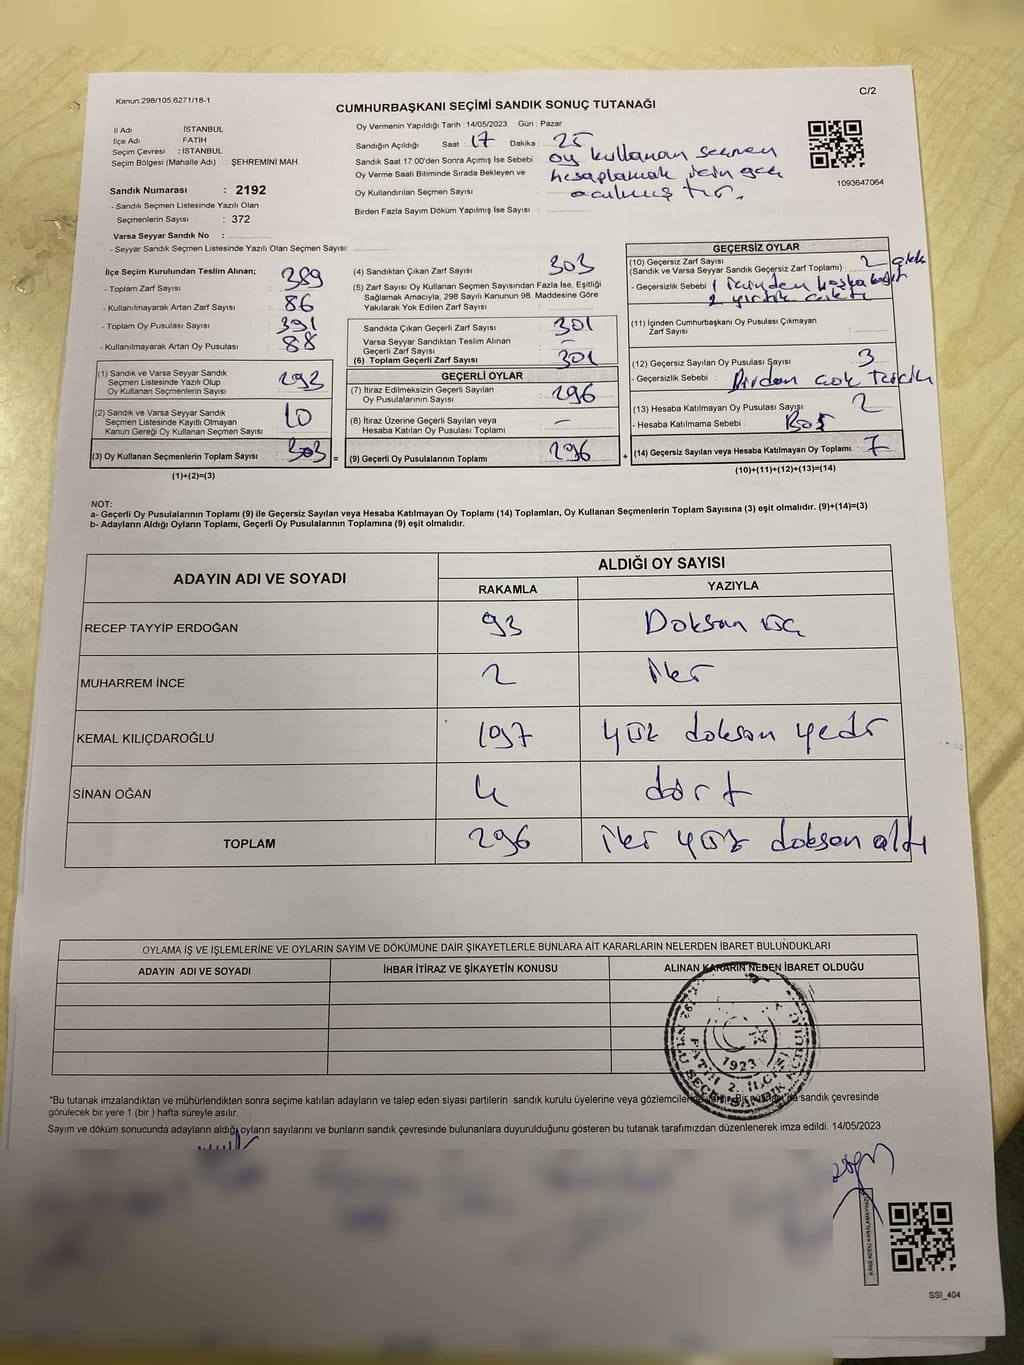 Kanun:298/105,6271/18-1
C/2
CUMHURBAŞKANI SEÇİMİ SANDIK SONUÇ TUTANAĞI
İl Adı : İSTANBUL
İlçe Adı : FATİH
Seçim Çevresi : İSTANBUL
Seçim Bölgesi (Mahalle Adı) : ŞEHREMİNİ MAH.
Sandık Numarası : 2192
- Sandık Seçmen Listesinde Yazılı Olan
Seçmenlerin Sayısı : 372
Varsa Seyyar Sandık No :
- Seyyar Sandık Seçmen Listesinde Yazılı Olan Seçmen Sayısı:
Oy Vermenin Yapıldığı Tarih : 14/05/2023 Gün : Pazar
Sandığın Açıldığı Saat : 17 Dakika : 25
Sandık Saat 17:00'den Sonra Açılmış İse Sebebi : oy kullanan seçmen
Oy Verme Saati Bitiminde Sırada Bekleyen ve hesaplamak için geç
Oy Kullandırılan Seçmen Sayısı : açılmıştır.
Birden Fazla Sayım Döküm Yapılmış İse Sayısı :
1093647064
İlçe Seçim Kurulundan Teslim Alınan;
- Toplam Zarf Sayısı : 389
- Kullanılmayarak Artan Zarf Sayısı : 86
- Toplam Oy Pusulası Sayısı : 391
- Kullanılmayarak Artan Oy Pusulası : 88
(1) Sandık ve Varsa Seyyar Sandık
Seçmen Listesinde Yazılı Olup
Oy Kullanan Seçmenlerin Sayısı : 293
(2) Sandık ve Varsa Seyyar Sandık
Seçmen Listesinde Kayıtlı Olmayan
Kanun Gereği Oy Kullanan Seçmen Sayısı : 10
(3) Oy Kullanan Seçmenlerin Toplam Sayısı : 303 =
(1)+(2)=(3)
(4) Sandıktan Çıkan Zarf Sayısı : 303
(5) Zarf Sayısı Oy Kullanan Seçmen Sayısından Fazla İse, Eşitliği
Sağlamak Amacıyla, 298 Sayılı Kanunun 98. Maddesine Göre
Yakılarak Yok Edilen Zarf Sayısı :
Sandıkta Çıkan Geçerli Zarf Sayısı : 301
Varsa Seyyar Sandıktan Teslim Alınan
Geçerli Zarf Sayısı : -
(6) Toplam Geçerli Zarf Sayısı : 301
GEÇERLİ OYLAR
(7) İtiraz Edilmeksizin Geçerli Sayılan
Oy Pusulalarının Sayısı : 296
(8) İtiraz Üzerine Geçerli Sayılan veya
Hesaba Katılan Oy Pusulası Toplamı : -
(9) Geçerli Oy Pusulalarının Toplamı : 296 +
GEÇERSİZ OYLAR
(10) Geçersiz Zarf Sayısı
(Sandık ve Varsa Seyyar Sandık Geçersiz Zarf Toplamı) : 2
- Geçersizlik Sebebi : 1 içinden başka kağıt
(11) İçinden Cumhurbaşkanı Oy Pusulası Çıkmayan
Zarf Sayısı :
(12) Geçersiz Sayılan Oy Pusulası Sayısı : 3
- Geçersizlik Sebebi : Birden çok tercih
(13) Hesaba Katılmayan Oy Pusulası Sayısı : 2
- Hesaba Katılmama Sebebi : Boş
(14) Geçersiz Sayılan veya Hesaba Katılmayan Oy Toplamı : 7
(10)+(11)+(12)+(13)=(14)
NOT:
a- Geçerli Oy Pusulalarının Toplamı (9) ile Geçersiz Sayılan veya Hesaba Katılmayan Oy Toplamı (14) Toplamları, Oy Kullanan Seçmenlerin Toplam Sayısına (3) eşit olmalıdır. (9)+(14)=(3)
b- Adayların Aldığı Oyların Toplamı, Geçerli Oy Pusulalarının Toplamına (9) eşit olmalıdır.
ADAYIN ADI VE SOYADI
ALDIĞI OY SAYISI
RAKAMLA YAZIYLA
RECEP TAYYİP ERDOĞAN 93 Doksan üç
MUHARREM İNCE 2 iki
KEMAL KILIÇDAROĞLU 197 yüz doksan yedi
SİNAN OĞAN 4 dört
TOPLAM 296 iki yüz doksan altı
OYLAMA İŞ VE İŞLEMLERİNE VE OYLARIN SAYIM VE DÖKÜMÜNE DAİR ŞİKAYETLERLE BUNLARA AİT KARARLARIN NELERDEN İBARET BULUNDUKLARI
ADAYIN ADI VE SOYADI İHBAR İTİRAZ VE ŞİKAYETİN KONUSU ALINAN KARARIN NEDEN İBARET OLDUĞU
1923
FATİH 2. İLÇE
*Bu tutanak imzalandıktan ve mühürlendikten sonra seçime katılan adayların ve talep eden siyasi partilerin sandık kurulu üyelerine veya gözlemcilerine verilir. Bir nüshası da sandık çevresinde
görülecek bir yere 1 (bir ) hafta süreyle asılır.
Sayım ve döküm sonucunda adayların aldığı oyların sayılarını ve bunların sandık çevresinde bulunanlara duyurulduğunu gösteren bu tutanak tarafımızdan düzenlenerek imza edildi. 14/05/2023
SSI_404